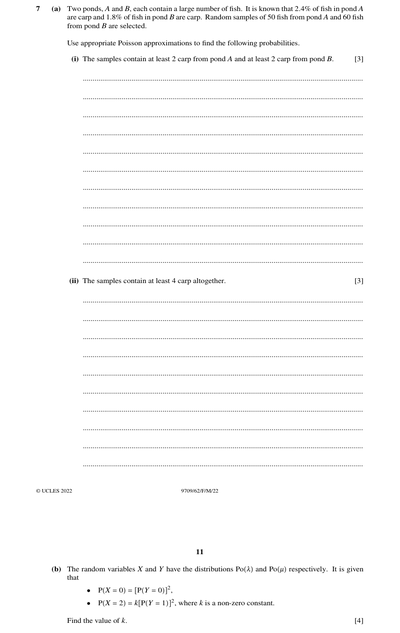 7 (a) Two ponds, A and B, each contain a large number of fish. It is known that 2.4% of fish in pond A
are carp and 1.8% of fish in pond B are carp. Random samples of 50 fish from pond A and 60 fish
from pond B are selected.
Use appropriate Poisson approximations to find the following probabilities.
(i) The samples contain at least 2 carp from pond A and at least 2 carp from pond B. [3]
(ii) The samples contain at least 4 carp altogether. [3]
© UCLES 2022 9709/62/F/M/22
11
(b) The random variables X and Y have the distributions Po(λ) and Po(μ) respectively. It is given
that
• P(X = 0) = [P(Y = 0)]²,
• P(X = 2) = k[P(Y = 1)]², where k is a non-zero constant.
Find the value of k. [4]